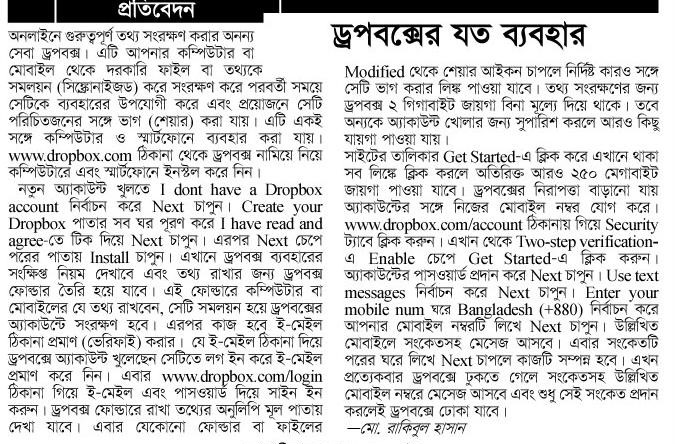 প্রতিবেদন
ড্রপবক্সের যত ব্যবহার
অনলাইনে গুরুত্বপূর্ণ তথ্য সংরক্ষণ করার অনন্য
সেবা ড্রপবক্স। এটি আপনার কম্পিউটার বা
মোবাইল থেকে দরকারি ফাইল বা তথ্যকে
সমলয়ন (সিঙ্ক্রোনাইজড) করে সংরক্ষণ করে পরবর্তী সময়ে
সেটিকে ব্যবহারের উপযোগী করে এবং প্রয়োজনে সেটি
পরিচিতজনের সঙ্গে ভাগ (শেয়ার) করা যায়। এটি একই
সঙ্গে কম্পিউটার ও স্মার্টফোনে ব্যবহার করা যায়।
www.dropbox.com ঠিকানা থেকে ড্রপবক্স নামিয়ে নিয়ে
কম্পিউটারে এবং স্মার্টফোনে ইনস্টল করে নিন।
নতুন অ্যাকাউন্ট খুলতে I dont have a Dropbox
account নির্বাচন করে Next চাপুন। Create your
Dropbox পাতার সব ঘর পূরণ করে I have read and
agree-তে টিক দিয়ে Next চাপুন। এরপর Next চেপে
পরের পাতায় Install চাপুন। এখানে ড্রপবক্স ব্যবহারের
সংক্ষিপ্ত নিয়ম দেখাবে এবং তথ্য রাখার জন্য ড্রপবক্স
ফোল্ডার তৈরি হয়ে যাবে। এই ফোল্ডারে কম্পিউটার বা
মোবাইলের যে তথ্য রাখবেন, সেটি সমলয়ন হয়ে ড্রপবক্সের
অ্যাকাউন্টে সংরক্ষণ হবে। এরপর কাজ হবে ই-মেইল
ঠিকানা প্রমাণ (ভেরিফাই) করার। যে ই-মেইল ঠিকানা দিয়ে
ড্রপবক্সে অ্যাকাউন্ট খুলেছেন সেটিতে লগ ইন করে ই-মেইল
প্রমাণ করে নিন। এবার www.dropbox.com/login
ঠিকানা গিয়ে ই-মেইল এবং পাসওয়ার্ড দিয়ে সাইন ইন
করুন। ড্রপবক্স ফোল্ডারে রাখা তথ্যের অনুলিপি মূল পাতায়
দেখা যাবে। এবার যেকোনো ফোল্ডার বা ফাইলের
Modified থেকে শেয়ার আইকন চাপলে নির্দিষ্ট কারও সঙ্গে
সেটি ভাগ করার লিঙ্ক পাওয়া যাবে। তথ্য সংরক্ষণের জন্য
ড্রপবক্স ২ গিগাবাইট জায়গা বিনা মূল্যে দিয়ে থাকে। তবে
অন্যকে অ্যাকাউন্ট খোলার জন্য সুপারিশ করলে আরও কিছু
যায়গা পাওয়া যায়।
সাইটের তালিকার Get Started-এ ক্লিক করে এখানে থাকা
সব লিঙ্কে ক্লিক করলে অতিরিক্ত আরও ২৫০ মেগাবাইট
জায়গা পাওয়া যাবে। ড্রপবক্সের নিরাপত্তা বাড়ানো যায়
অ্যাকাউন্টের সঙ্গে নিজের মোবাইল নম্বর যোগ করে।
www.dropbox.com/account ঠিকানায় গিয়ে Security
ট্যাবে ক্লিক করুন। এখান থেকে Two-step verification-
এ Enable চেপে Get Started-এ ক্লিক করুন।
অ্যাকাউন্টের পাসওয়ার্ড প্রদান করে Next চাপুন। Use text
messages নির্বাচন করে Next চাপুন। Enter your
mobile num ঘরে Bangladesh (+880) নির্বাচন করে
আপনার মোবাইল নম্বরটি লিখে Next চাপুন। উল্লিখিত
মোবাইলে সংকেতসহ মেসেজ আসবে। এবার সংকেতটি
পরের ঘরে লিখে Next চাপলে কাজটি সম্পন্ন হবে। এখন
প্রত্যেকবার ড্রপবক্সে ঢুকতে গেলে সংকেতসহ উল্লিখিত
মোবাইল নম্বরে মেসেজ আসবে এবং শুধু সেই সংকেত প্রদান
করলেই ড্রপবক্সে ঢোকা যাবে।
—মো. রাকিবুল হাসান